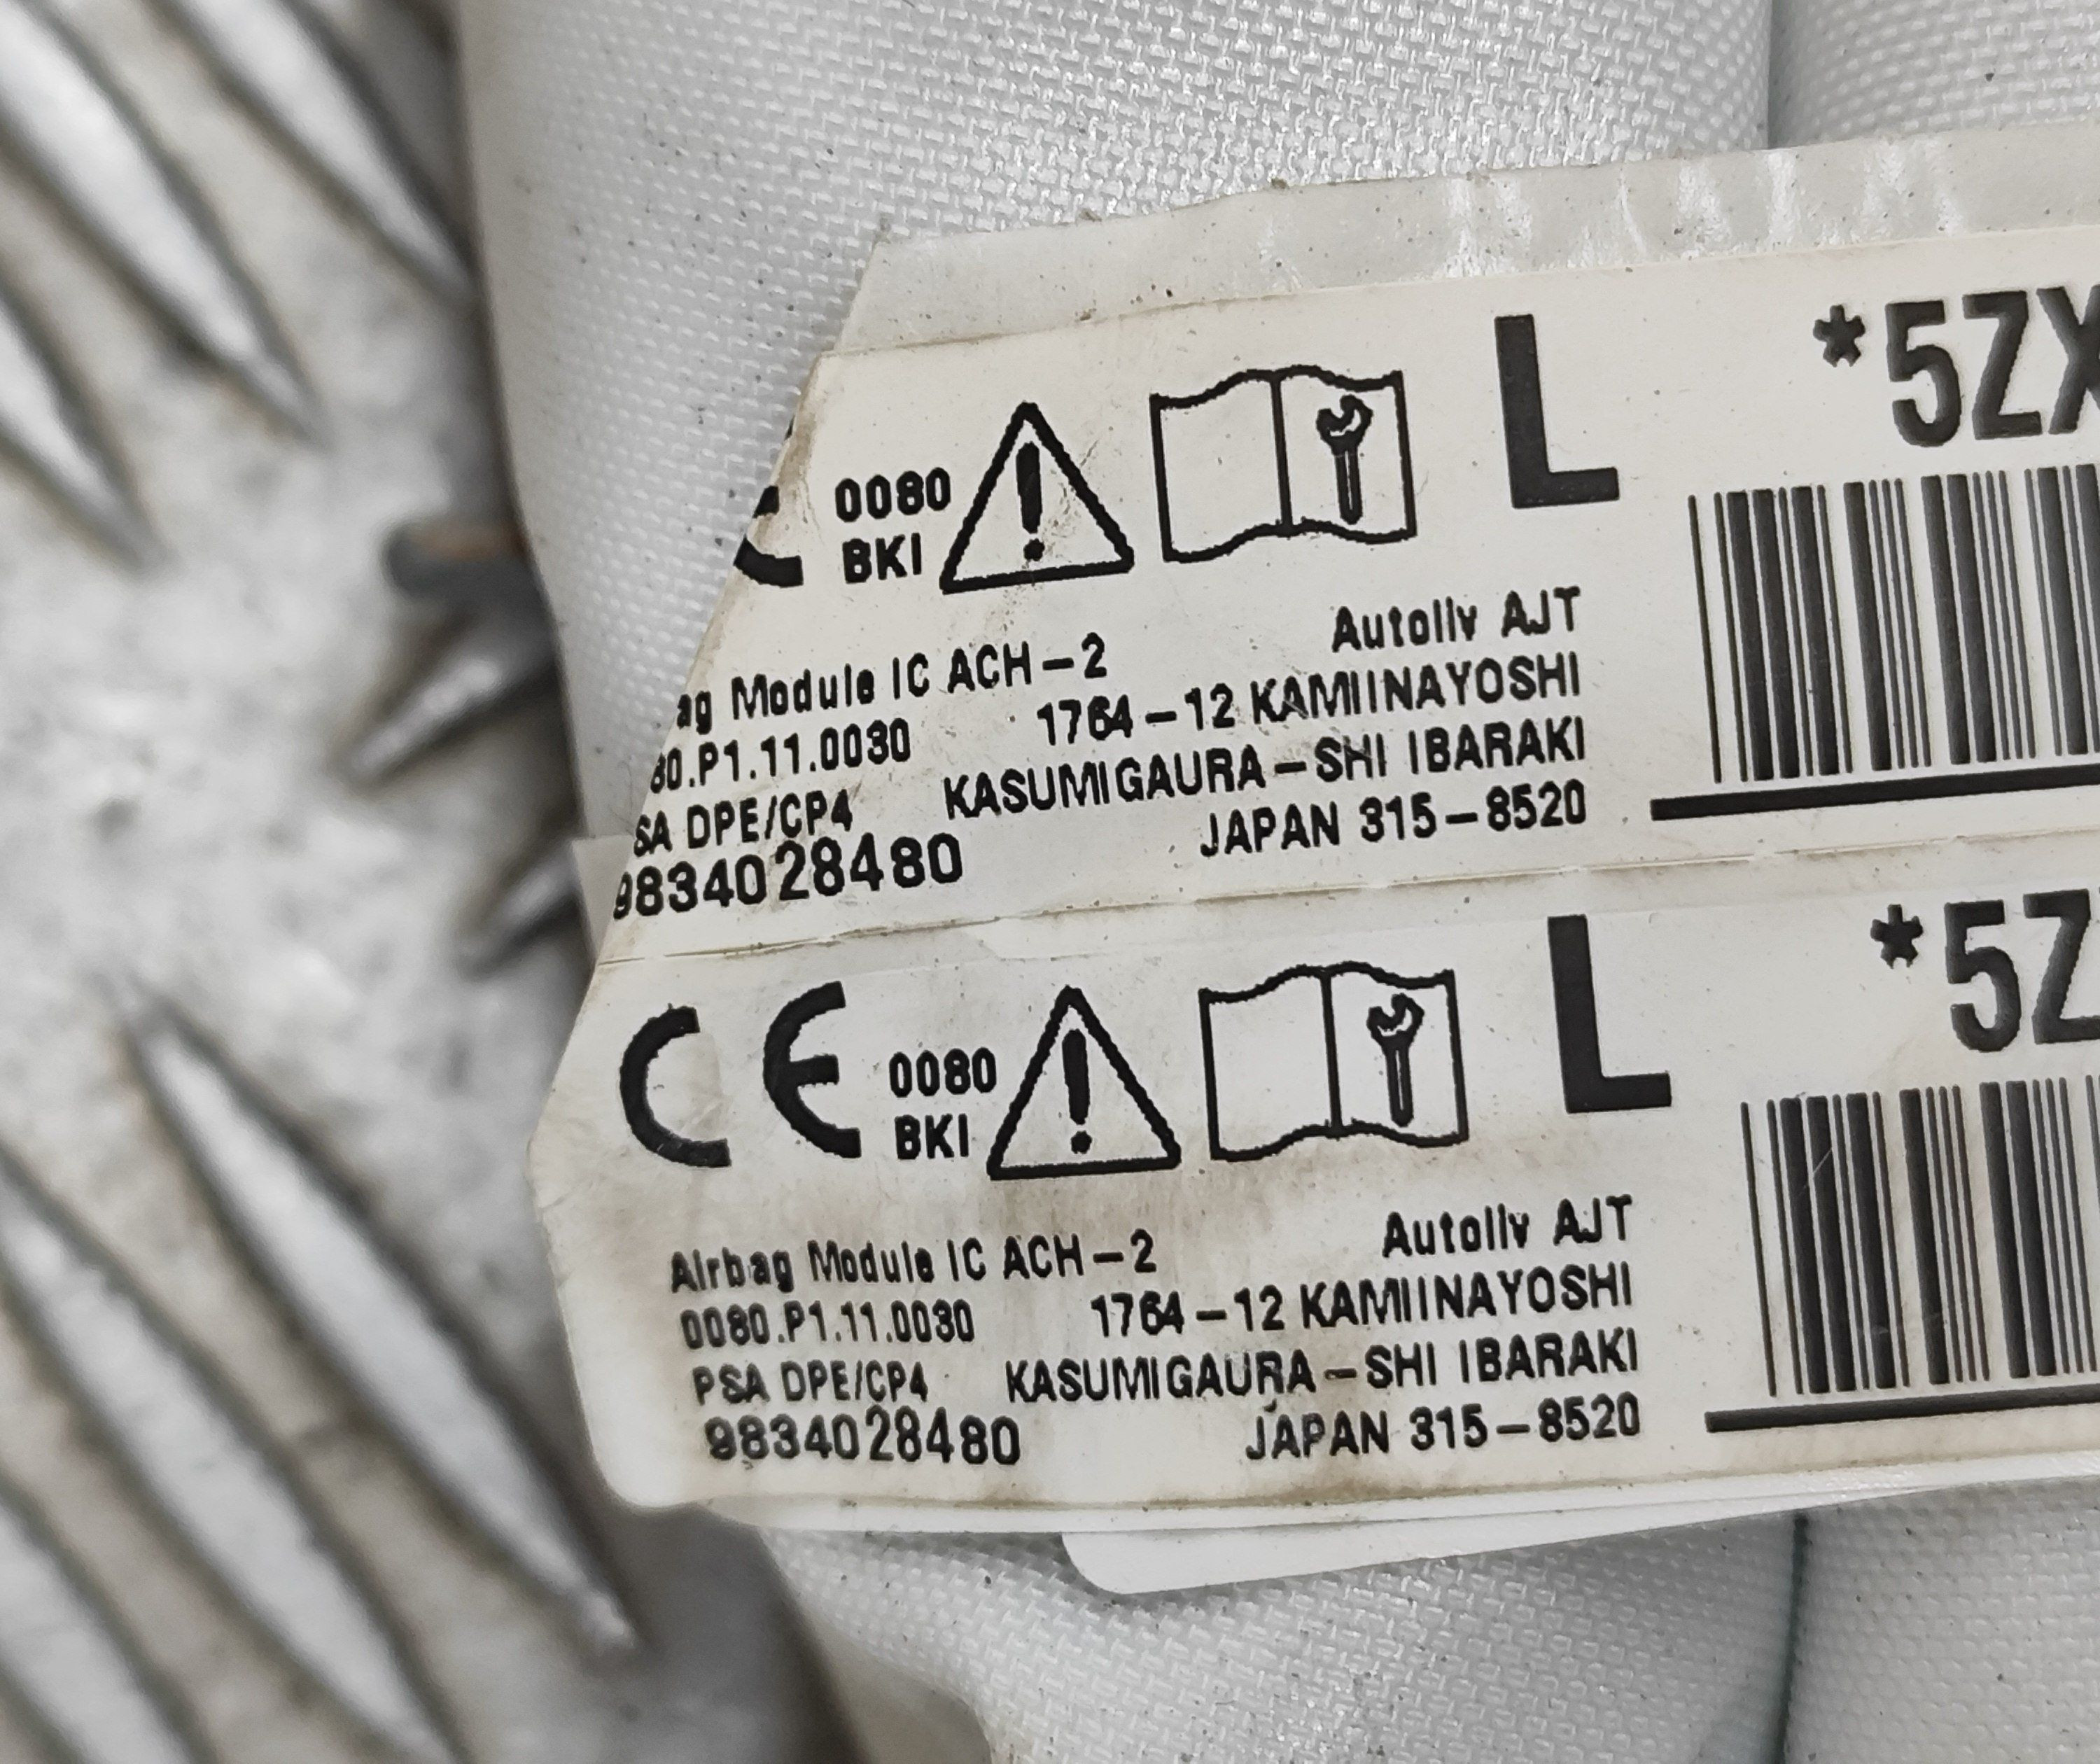 L *5ZX
0080
BKI
Autoliv AJT
ag Module IC ACH-2
1764-12 KAMIINAYOSHI
80.P1.11.0030
KASUMIGAURA-SHI IBARAKI
SA DPE/CP4
JAPAN 315-8520
9834028480
L *5Z
CE 0080
BKI
Autoliv AJT
Airbag Module IC ACH-2
1764-12 KAMIINAYOSHI
0080.P1.11.0030
KASUMIGAURA-SHI IBARAKI
PSA DPE/CP4
JAPAN 315-8520
9834028480